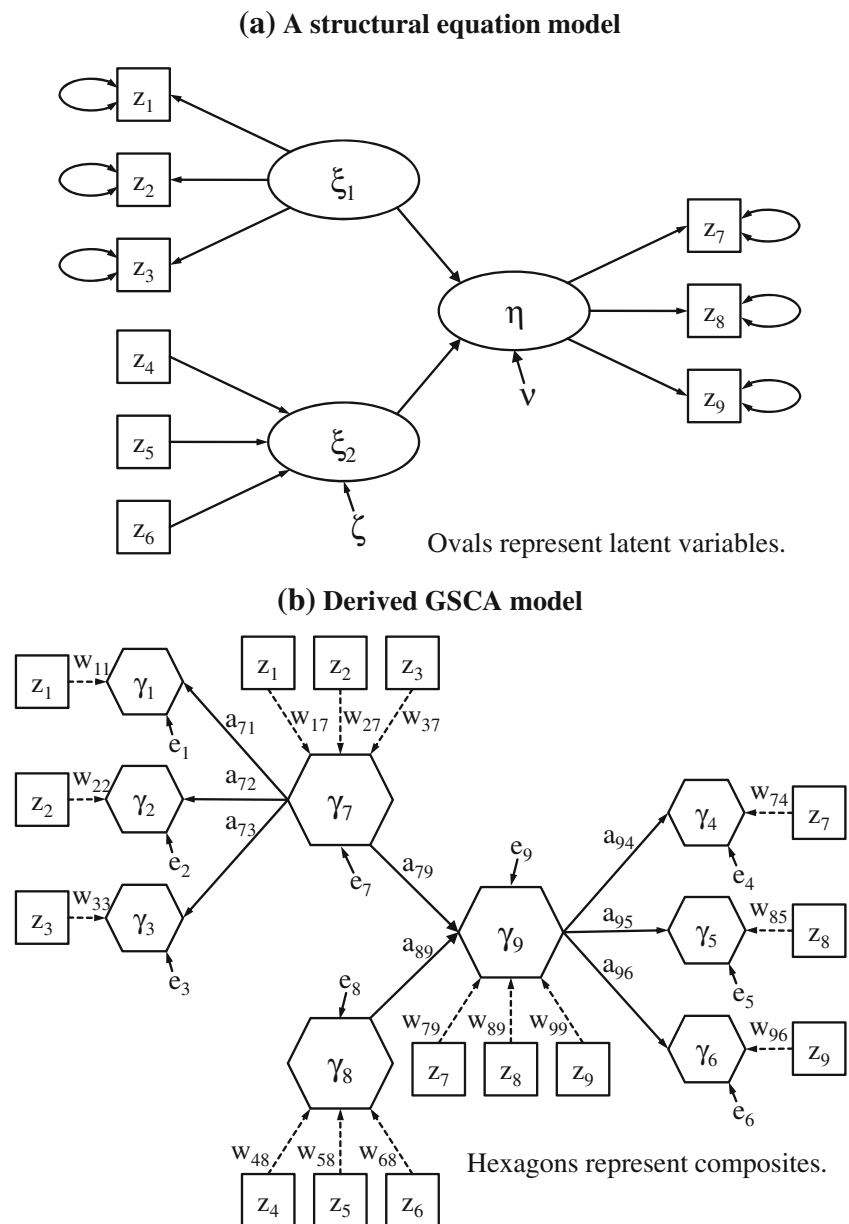 (a) A structural equation model
z₁
z₂
z₃
z₄
z₅
z₆
ξ₁
ξ₂
ζ
η
ν
z₇
z₈
z₉
Ovals represent latent variables.
(b) Derived GSCA model
z₁ w₁₁ γ₁ e₁
z₂ w₂₂ γ₂ e₂
z₃ w₃₃ γ₃ e₃
a₇₁
a₇₂
a₇₃
z₁ z₂ z₃
w₁₇ w₂₇ w₃₇
γ₇
e₇
a₇₉
a₈₉
e₈
γ₈
w₄₈ w₅₈ w₆₈
z₄ z₅ z₆
e₉
γ₉
w₇₉ w₈₉ w₉₉
z₇ z₈ z₉
a₉₄
a₉₅
a₉₆
γ₄ w₇₄ z₇ e₄
γ₅ w₈₅ z₈ e₅
γ₆ w₉₆ z₉ e₆
Hexagons represent composites.